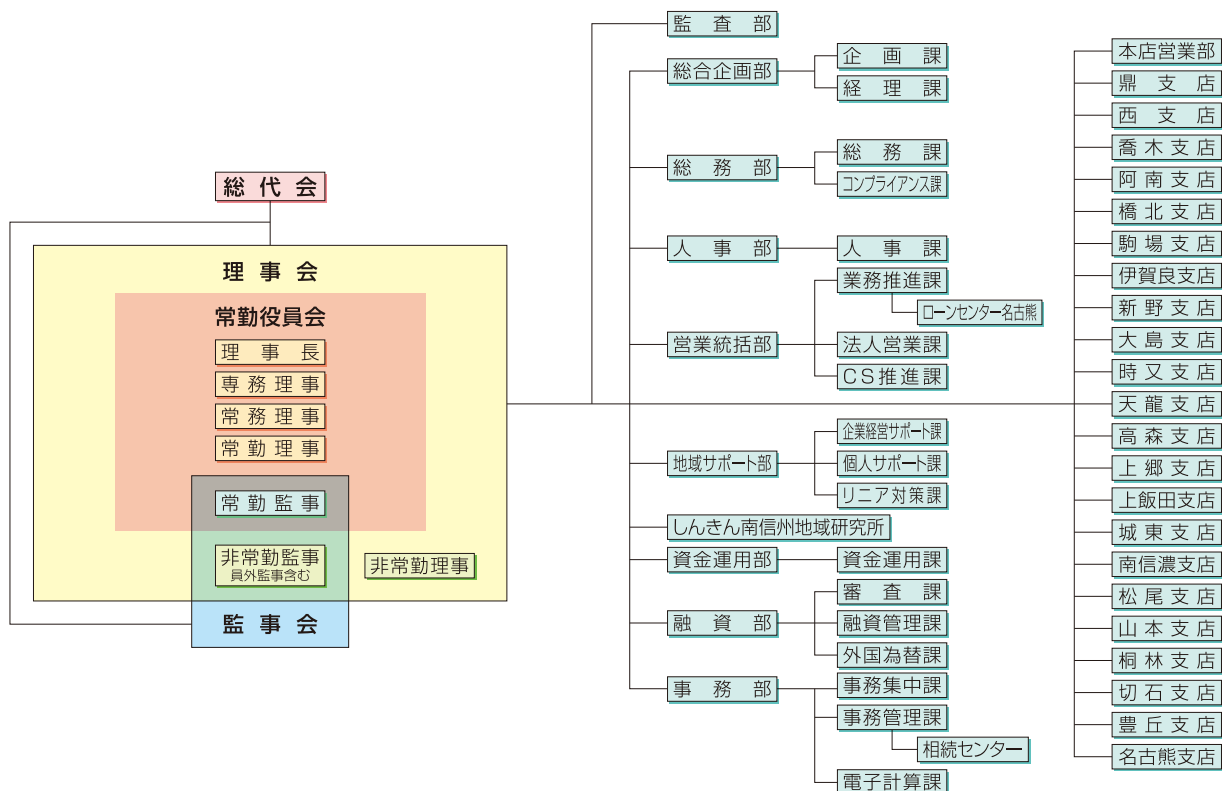 総代会
理事会
常勤役員会
理事長
専務理事
常務理事
常勤理事
常勤監事
非常勤監事
員外監事含む
非常勤理事
監事会
監査部
総合企画部
企画課
経理課
総務部
総務課
コンプライアンス課
人事部
人事課
営業統括部
業務推進課
ローンセンター名古熊
法人営業課
CS推進課
地域サポート部
企業経営サポート課
個人サポート課
リニア対策課
しんきん南信州地域研究所
資金運用部
資金運用課
融資部
審査課
融資管理課
外国為替課
事務部
事務集中課
事務管理課
相続センター
電子計算課
本店営業部
鼎支店
西支店
喬木支店
阿南支店
橋北支店
駒場支店
伊賀良支店
新野支店
大島支店
時又支店
天龍支店
高森支店
上郷支店
上飯田支店
城東支店
南信濃支店
松尾支店
山本支店
桐林支店
切石支店
豊丘支店
名古熊支店